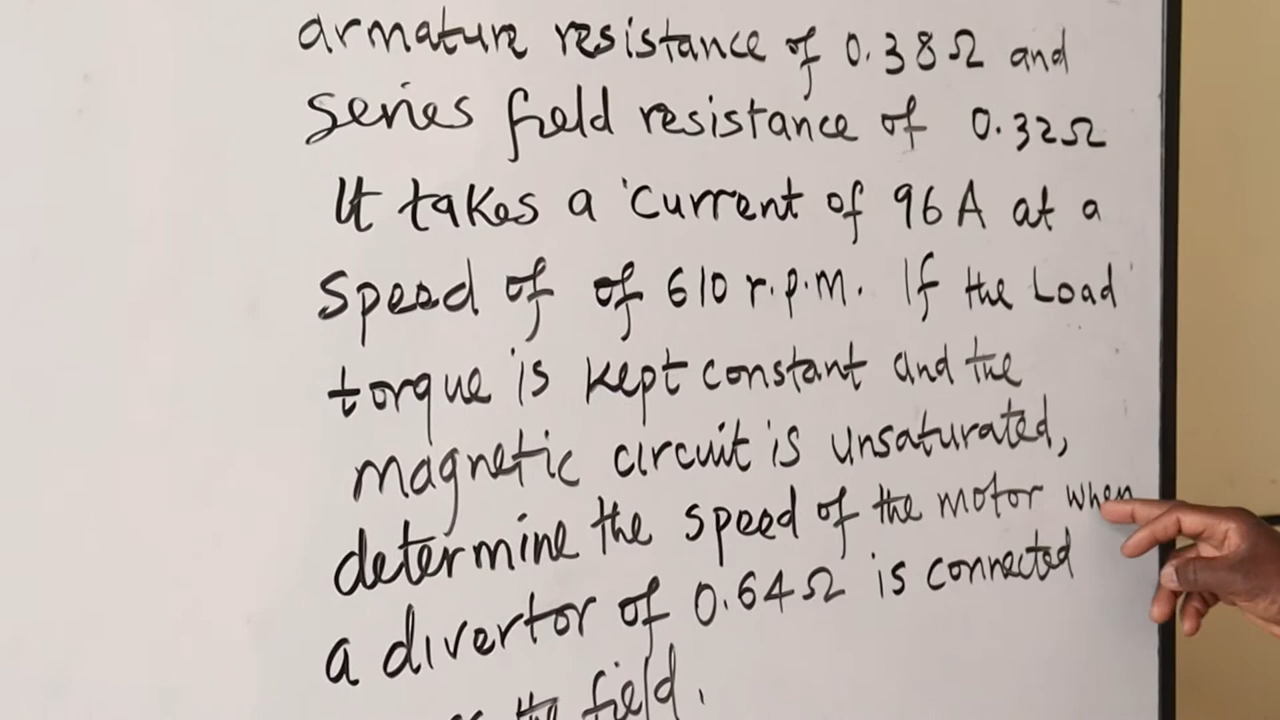 armature resistance of 0.38Ω and
series field resistance of 0.32Ω
It takes a current of 96A at a
speed of of 610 r.p.m. If the Load
torque is kept constant and the
magnetic circuit is unsaturated,
determine the speed of the motor when
a divertor of 0.64Ω is connected
the field.